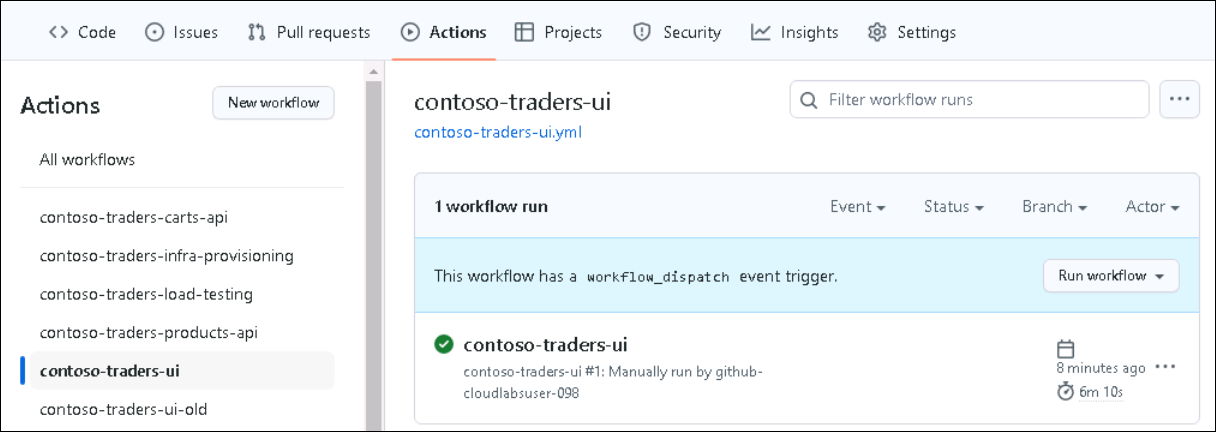 Code Issues Pull requests Actions Projects Security Insights Settings
Actions New workflow
All workflows
contoso-traders-carts-api
contoso-traders-infra-provisioning
contoso-traders-load-testing
contoso-traders-products-api
contoso-traders-ui
contoso-traders-ui-old
contoso-traders-ui
Filter workflow runs
contoso-traders-ui.yml
1 workflow run Event Status Branch Actor
This workflow has a workflow_dispatch event trigger. Run workflow
contoso-traders-ui
contoso-traders-ui #1: Manually run by github-
cloudlabsuser-098
8 minutes ago
6m 10s